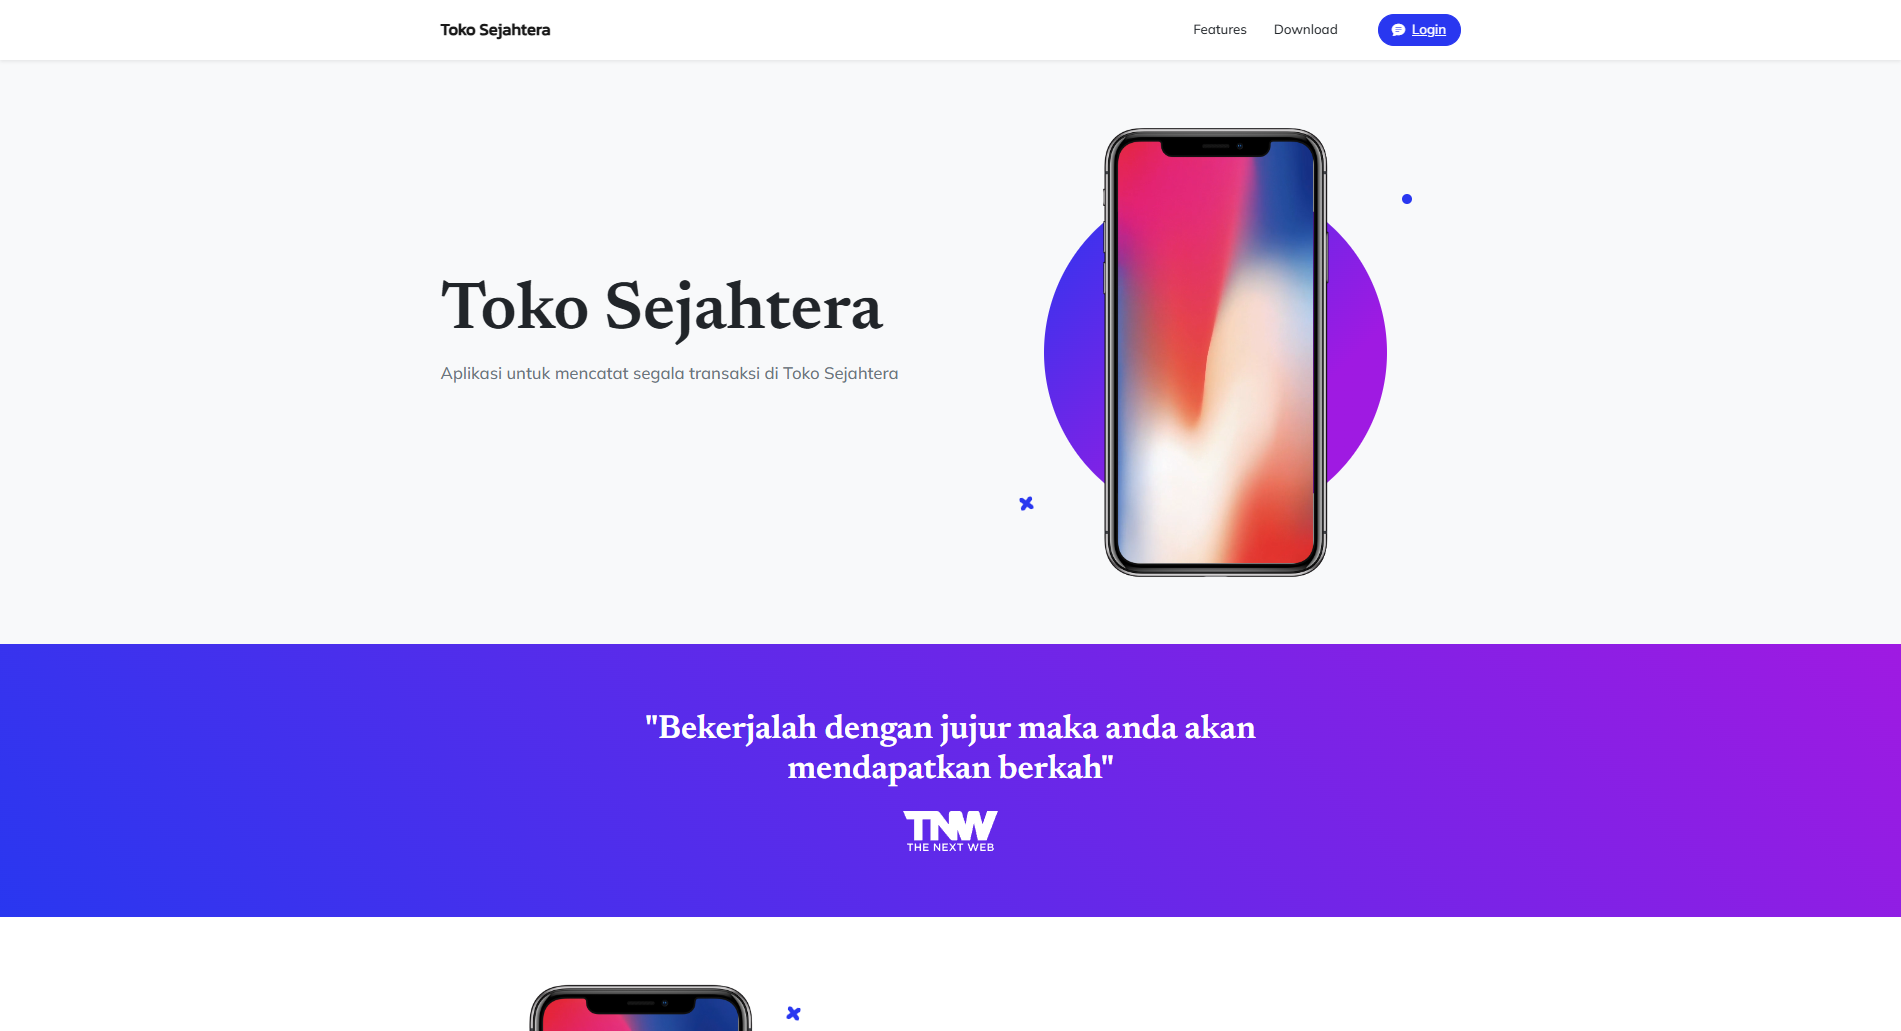 Toko Sejahtera
Features
Download
Login
Toko Sejahtera
Aplikasi untuk mencatat segala transaksi di Toko Sejahtera
"Bekerjalah dengan jujur maka anda akan
mendapatkan berkah"
TNW
THE NEXT WEB